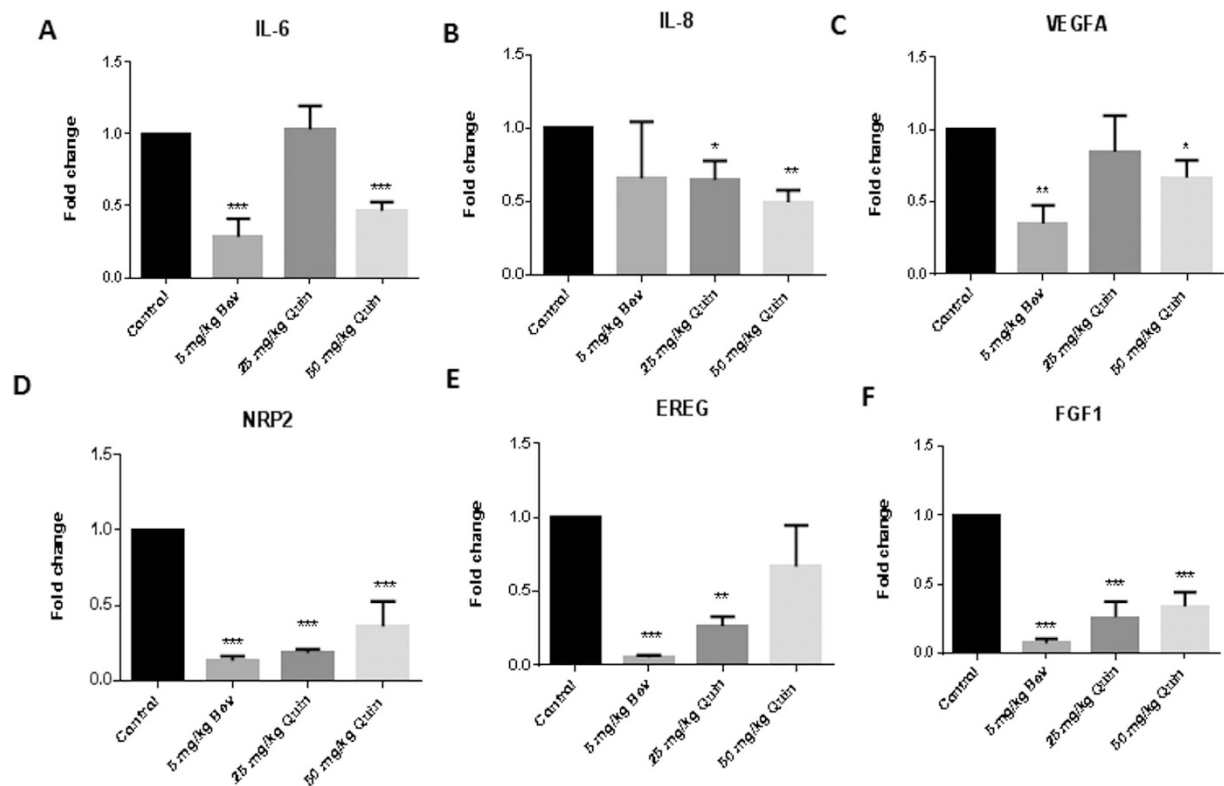 A
IL-6
1.5
1.0
0.5
0.0
Fold change
***
***
Control
5 mg/kg Bev
25 mg/kg Quin
50 mg/kg Quin
B
IL-8
1.5
1.0
0.5
0.0
Fold change
*
**
Control
5 mg/kg Bev
25 mg/kg Quin
50 mg/kg Quin
C
VEGFA
1.5
1.0
0.5
0.0
Fold change
**
*
Control
5 mg/kg Bev
25 mg/kg Quin
50 mg/kg Quin
D
NRP2
1.5
1.0
0.5
0.0
Fold change
***
***
***
Control
5 mg/kg Bev
25 mg/kg Quin
50 mg/kg Quin
E
EREG
1.5
1.0
0.5
0.0
Fold change
***
**
Control
5 mg/kg Bev
25 mg/kg Quin
50 mg/kg Quin
F
FGF1
1.5
1.0
0.5
0.0
Fold change
***
***
***
Control
5 mg/kg Bev
25 mg/kg Quin
50 mg/kg Quin